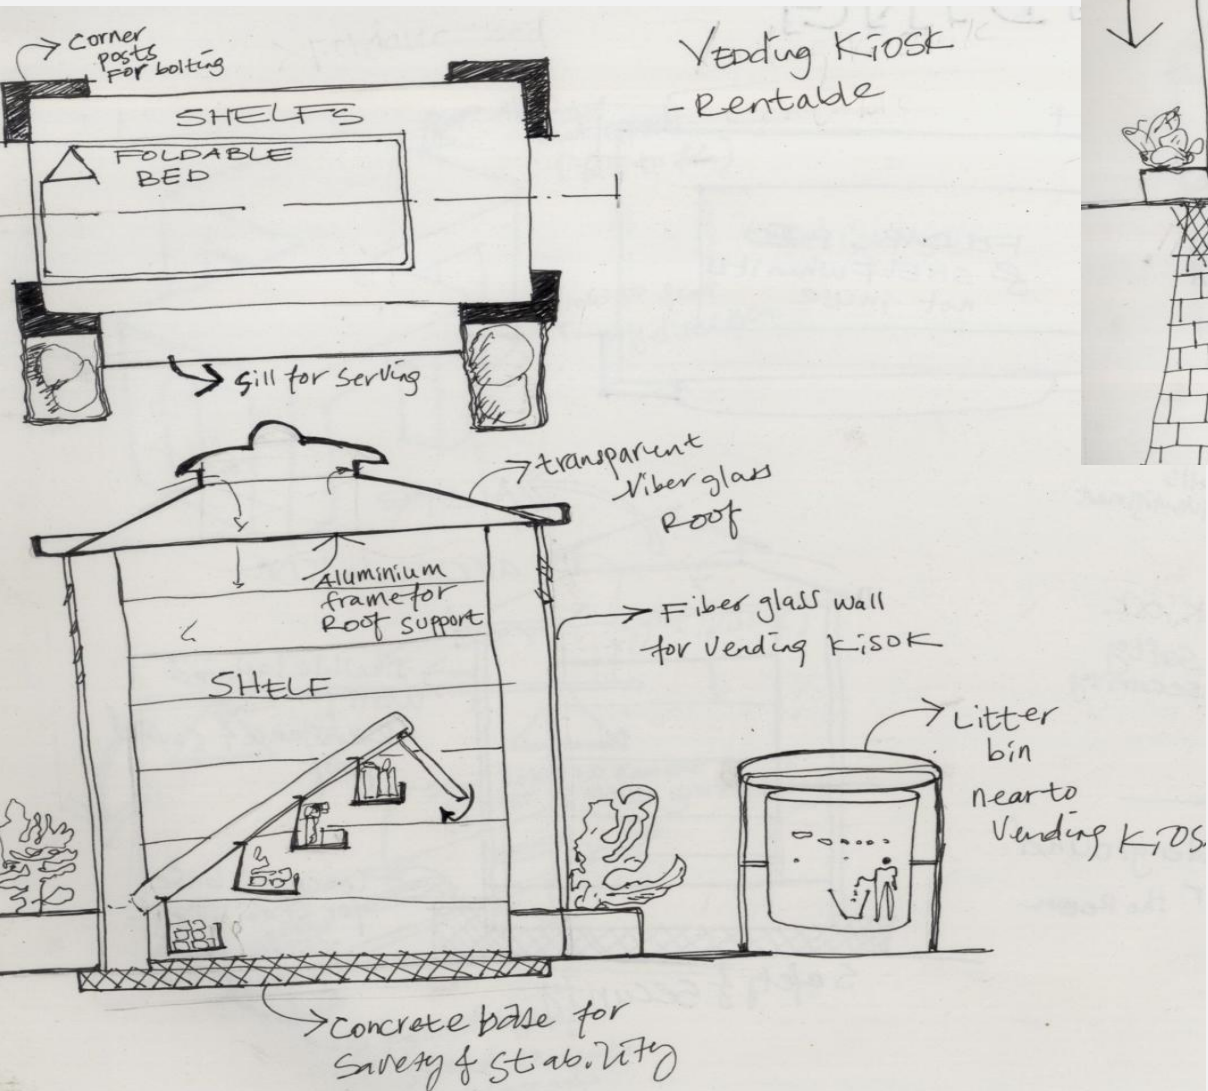 Corner
posts
for bolting
Vending Kiosk
- Rentable
SHELFS
FOLDABLE
BED
Sill for Serving
transparent
Viber glass
Roof
Aluminium
frame for
Roof support
Fiber glass wall
for vending KisOK
SHELF
Litter
bin
near to
Vending KiOS
Concrete base for
Savety & Stability